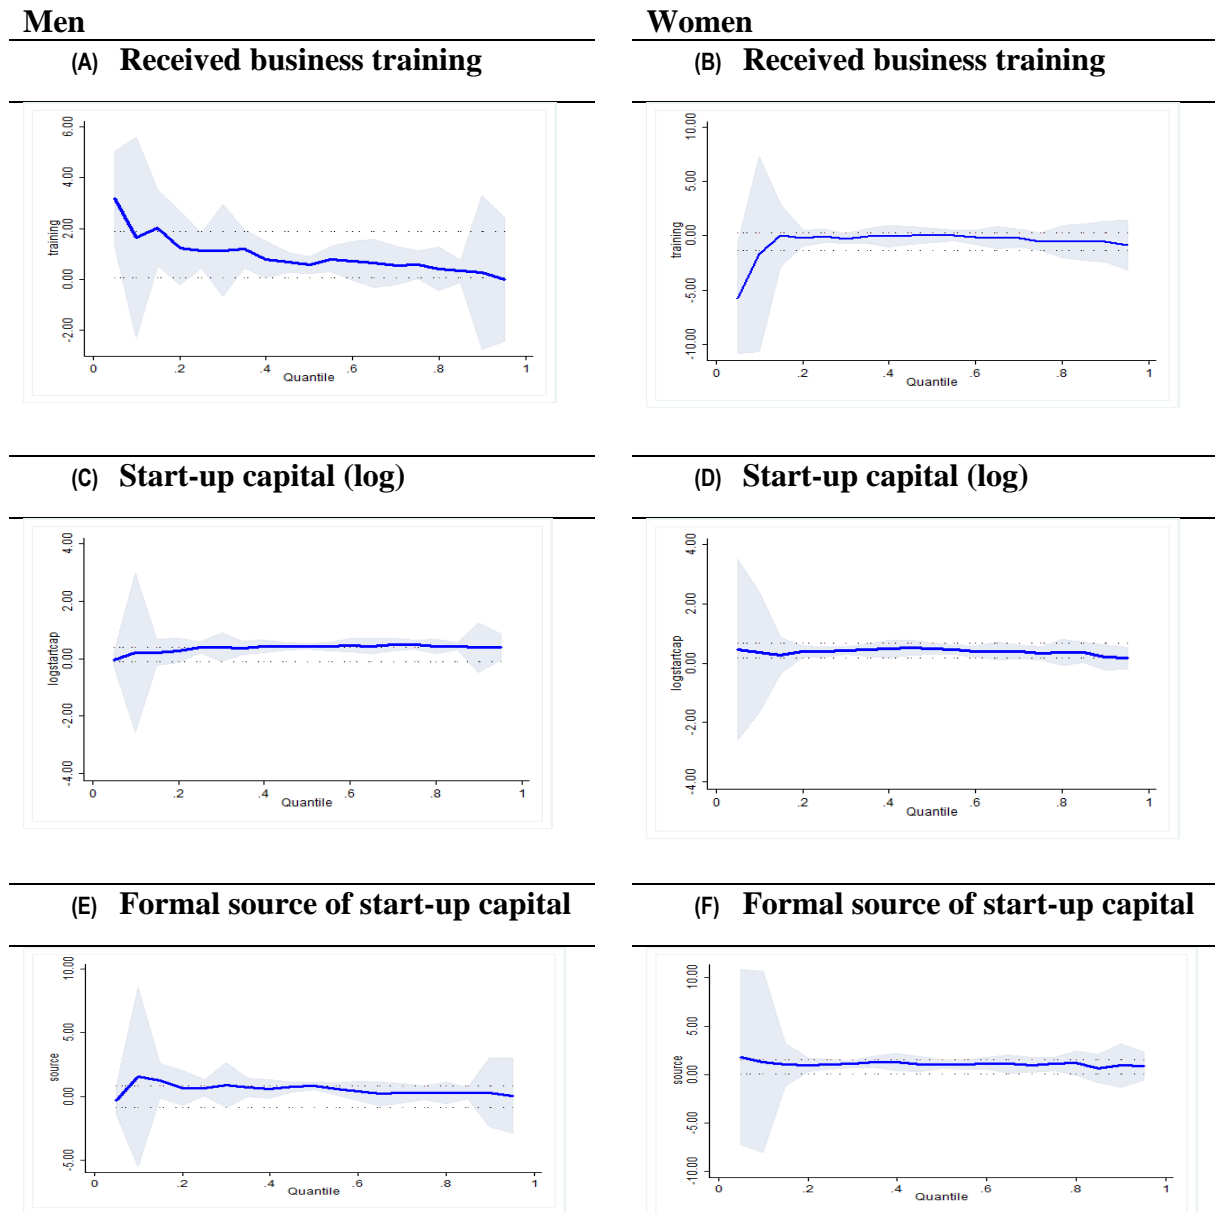 Men
Women
(A) Received business training
(B) Received business training
6.00
4.00
2.00
0.00
-2.00
training
0 .2 .4 .6 .8 1
Quantile
10.00
5.00
0.00
-5.00
-10.00
training
0 .2 .4 .6 .8 1
Quantile
(C) Start-up capital (log)
(D) Start-up capital (log)
4.00
2.00
0.00
-2.00
-4.00
logstartcap
0 .2 .4 .6 .8 1
Quantile
4.00
2.00
0.00
-2.00
-4.00
logstartcap
0 .2 .4 .6 .8 1
Quantile
(E) Formal source of start-up capital
(F) Formal source of start-up capital
10.00
5.00
0.00
-5.00
source
0 .2 .4 .6 .8 1
Quantile
10.00
5.00
0.00
-5.00
-10.00
source
0 .2 .4 .6 .8 1
Quantile